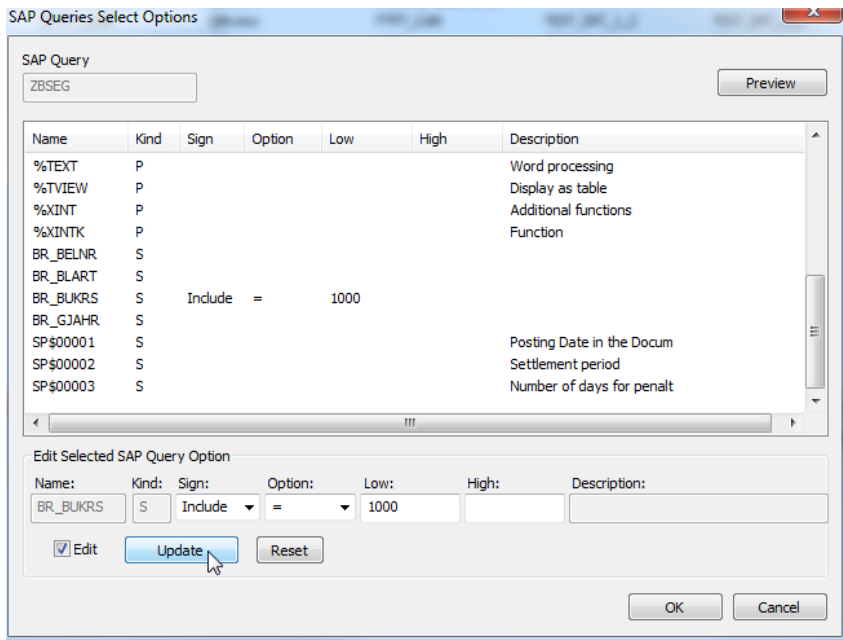 SAP Queries Select Options
SAP Query
ZBSEG
Preview
Name Kind Sign Option Low High Description
%TEXT P Word processing
%TVIEW P Display as table
%XINT P Additional functions
%XINTK P Function
BR_BELNR S
BR_BLART S
BR_BUKRS S Include = 1000
BR_GJAHR S
SP$00001 S Posting Date in the Docum
SP$00002 S Settlement period
SP$00003 S Number of days for penalt
Edit Selected SAP Query Option
Name: Kind: Sign: Option: Low: High: Description:
BR_BUKRS S Include = 1000
Edit Update Reset
OK Cancel